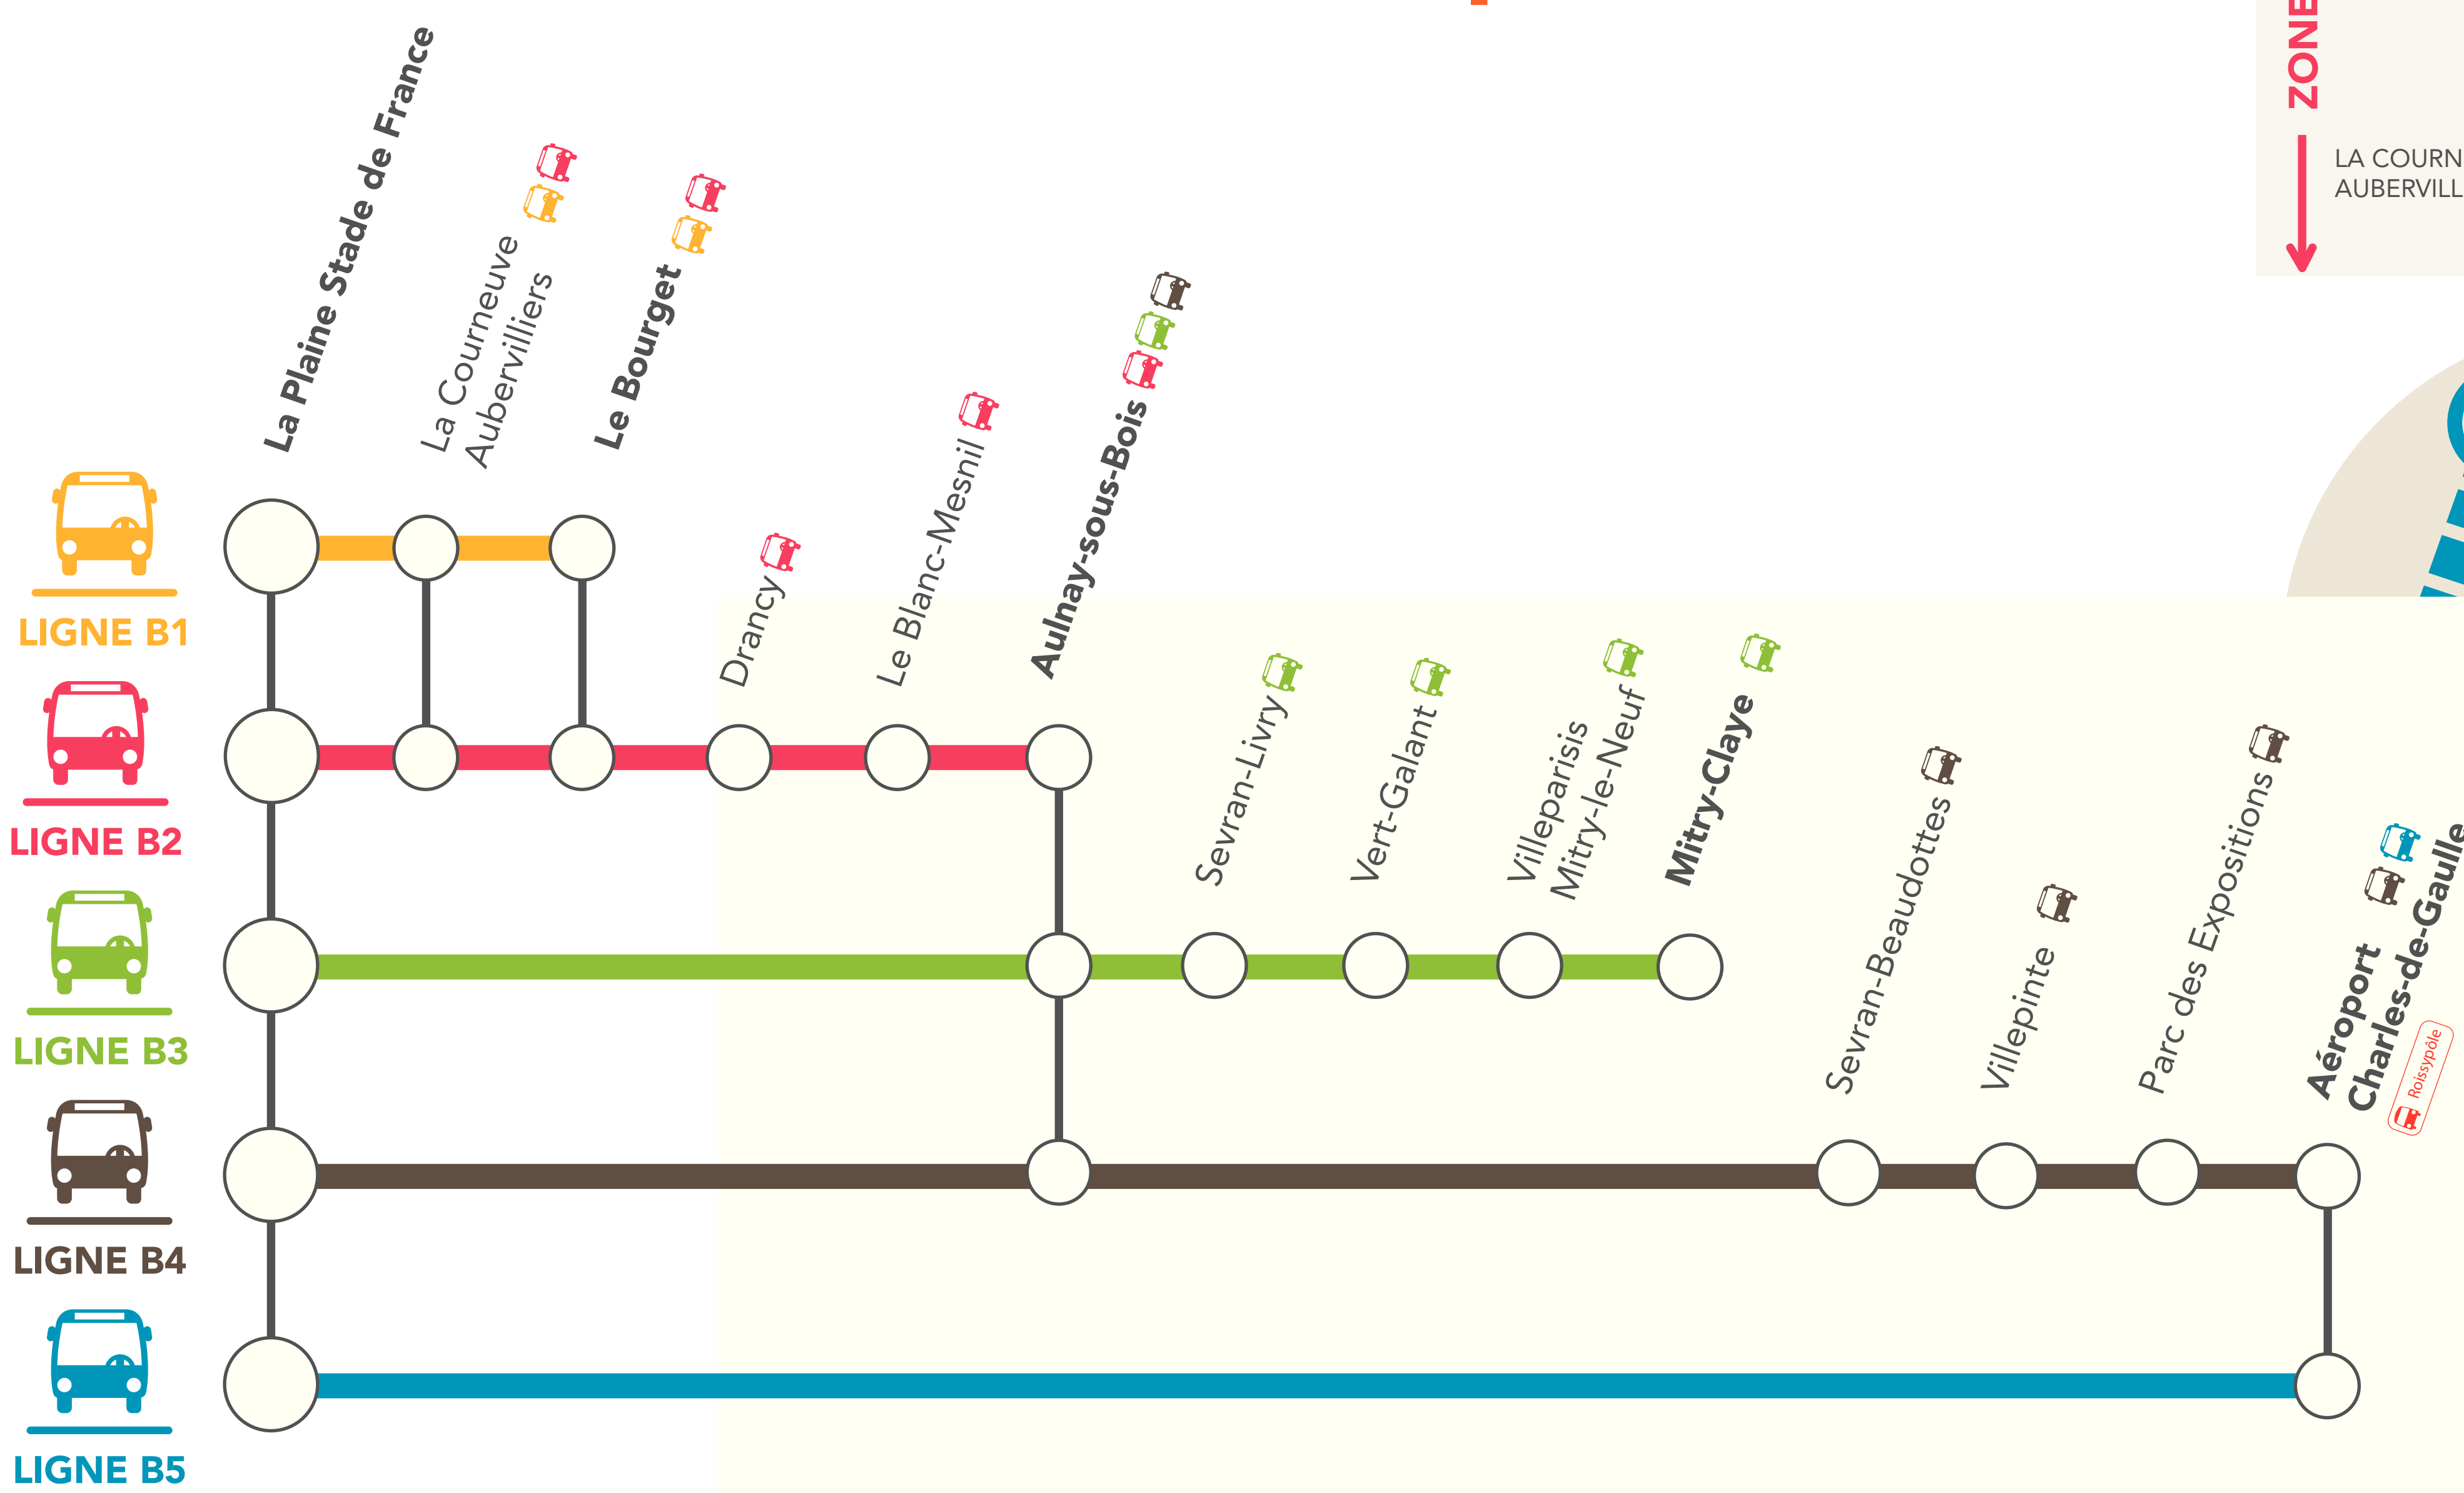 ZONE
LA COURN
AUBERVILL
La Plaine Stade de France
La Courneuve
Aubervilliers
Le Bourget
Drancy
Le Blanc-Mesnil
Aulnay-sous-Bois
Sevran-Livry
Vert-Galant
Villeparisis
Mitry-le-Neuf
Mitry-Claye
Sevran-Beaudottes
Villepinte
Parc des Expositions
Aéroport
Charles-de-Gaulle
Roissypôle
LIGNE B1
LIGNE B2
LIGNE B3
LIGNE B4
LIGNE B5